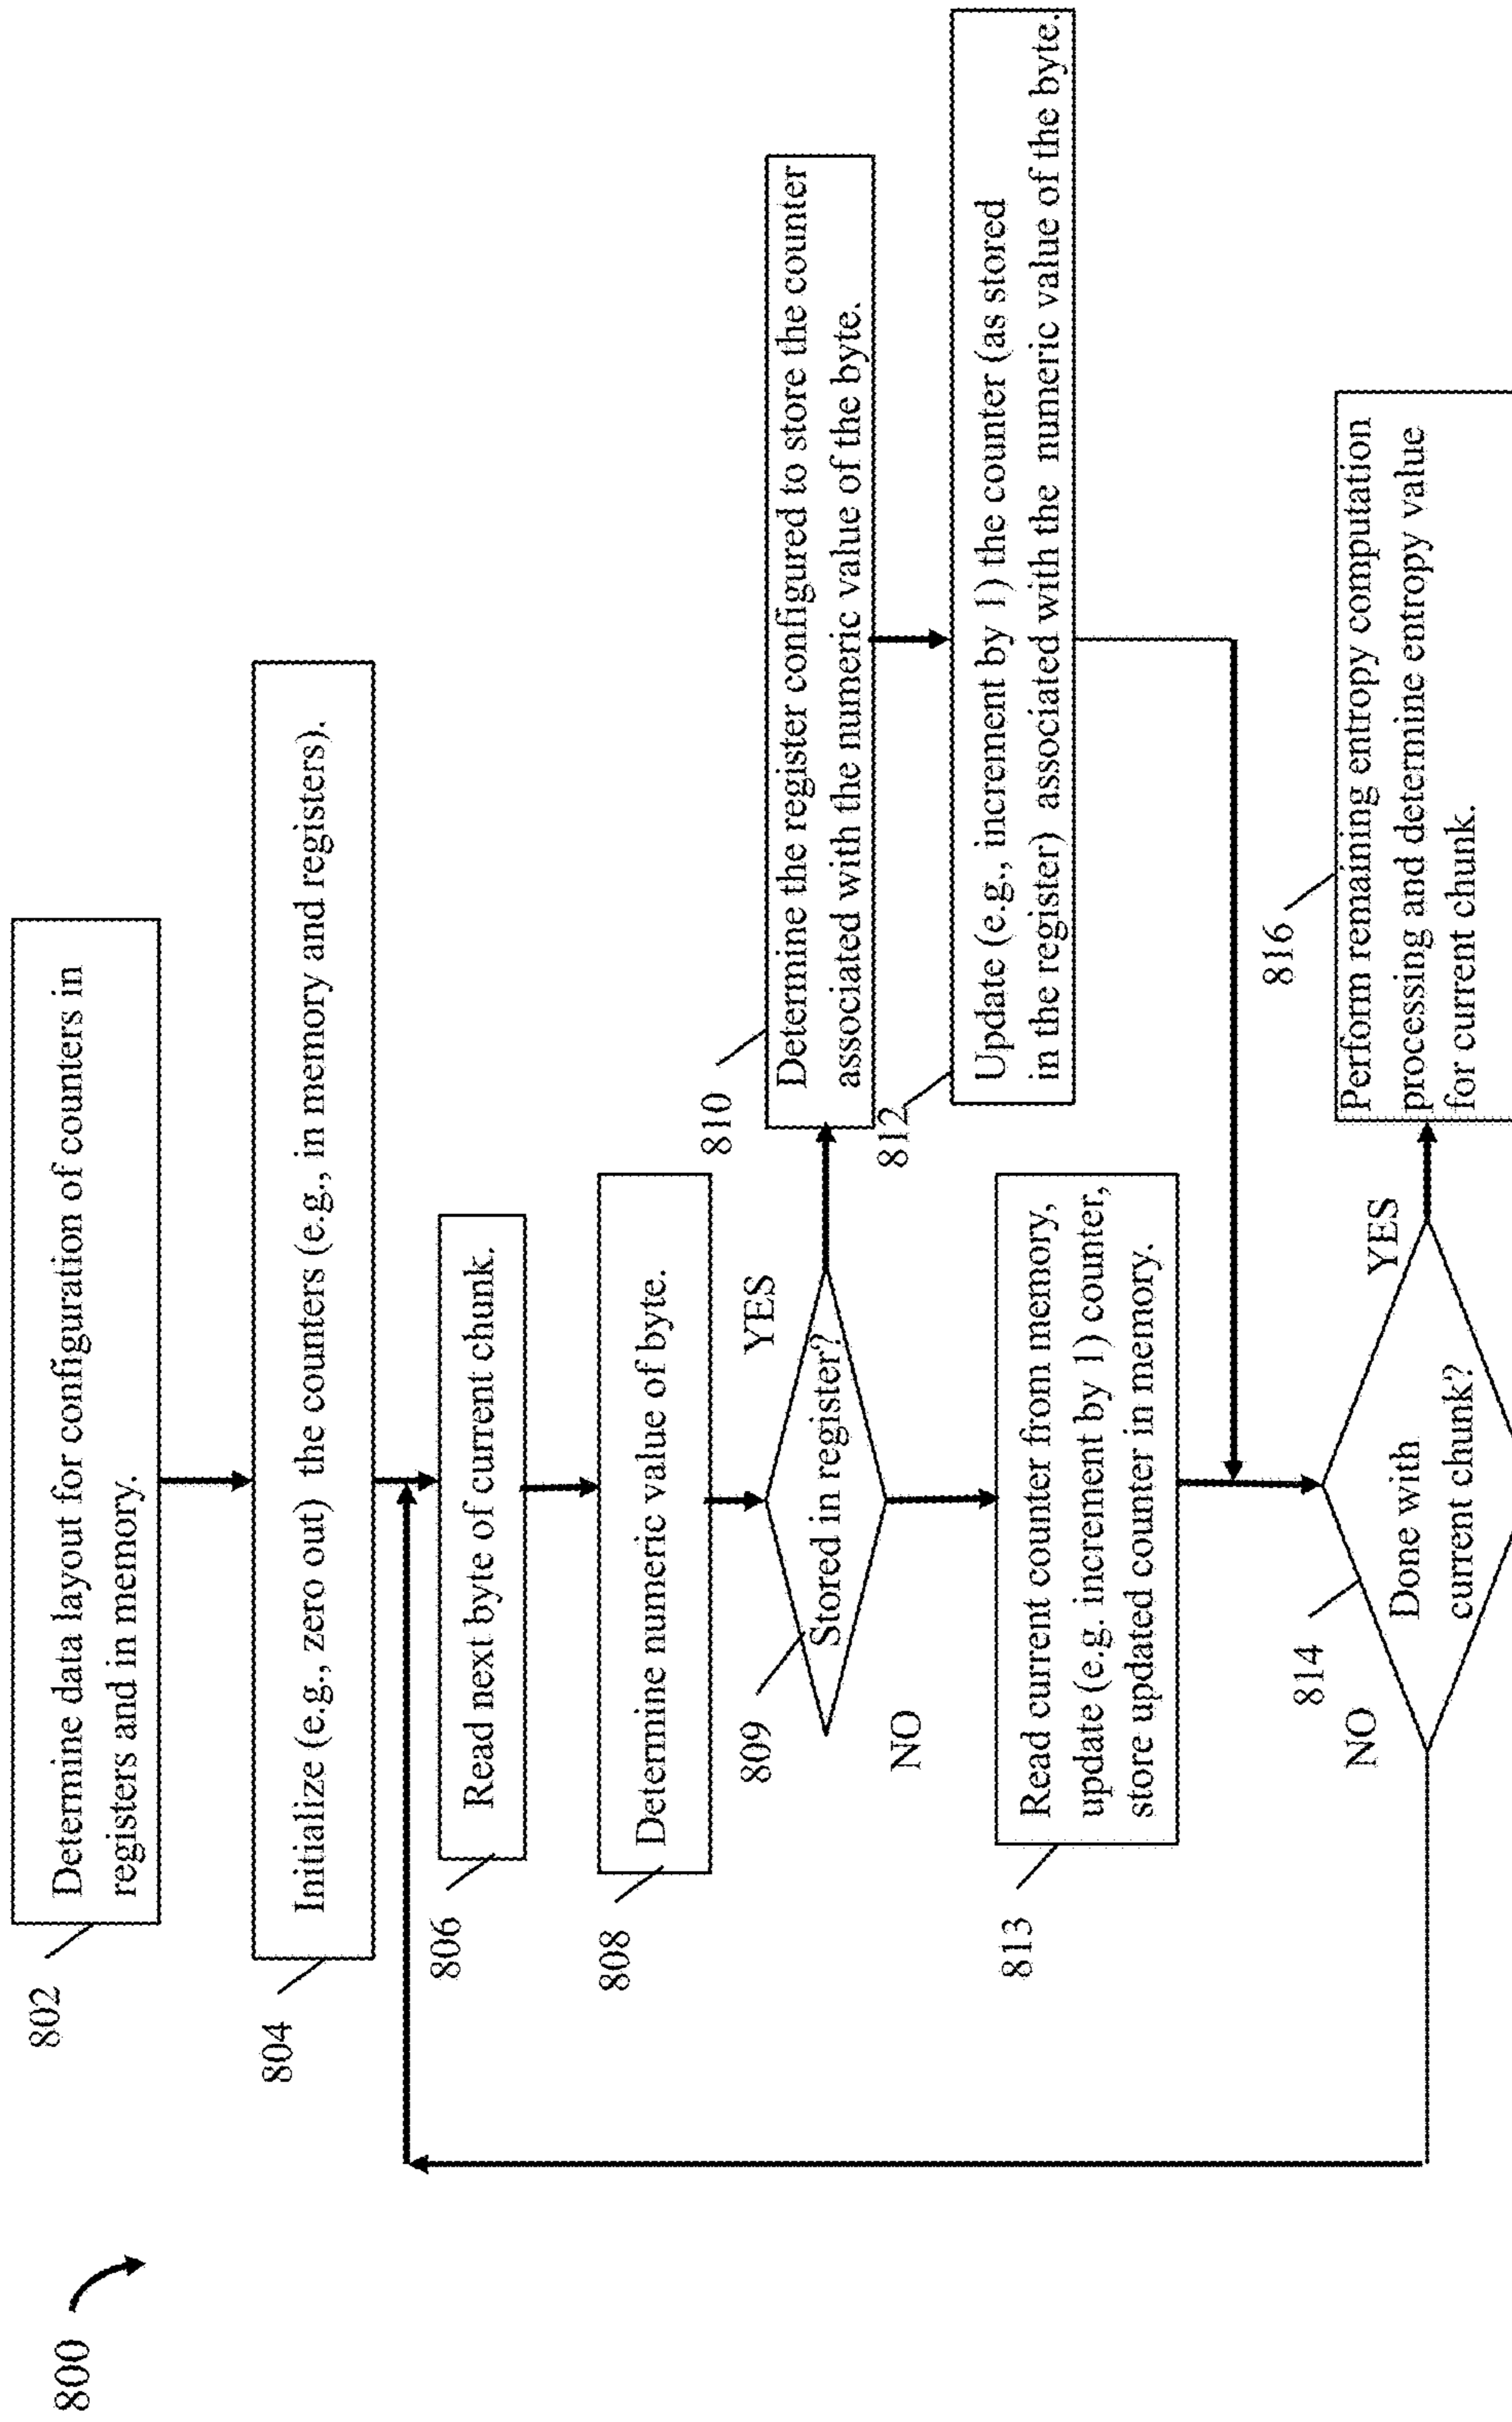 800
802
Determine data layout for configuration of counters in
registers and in memory.
804
Initialize (e.g., zero out) the counters (e.g., in memory and registers).
806
Read next byte of current chunk.
808
Determine numeric value of byte.
809
Stored in register?
YES
NO
810
Determine the register configured to store the counter
associated with the numeric value of the byte.
812
Update (e.g., increment by 1) the counter (as stored
in the register) associated with the numeric value of the byte.
813
Read current counter from memory,
update (e.g. increment by 1) counter,
store updated counter in memory.
814
Done with
current chunk?
NO
YES
816
Perform remaining entropy computation
processing and determine entropy value
for current chunk.